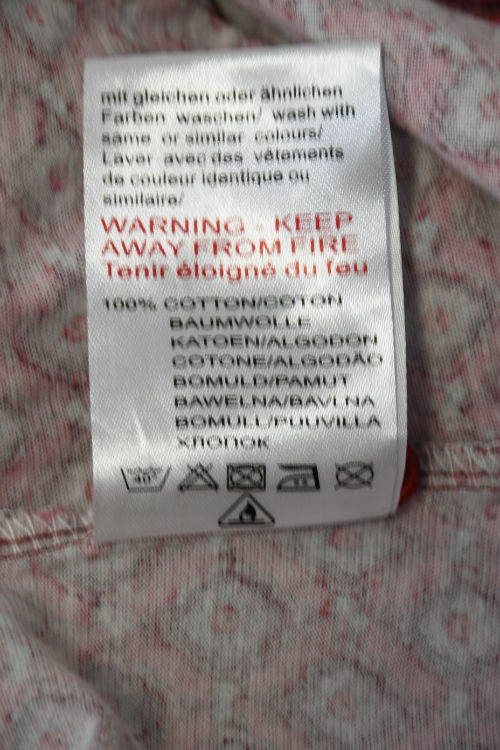 mit gleichen oder ähnlichen
Farben waschen/ wash with
same or similar colours/
Laver avec des vêtements
de couleur identique ou
similaire/
WARNING - KEEP
AWAY FROM FIRE
Tenir éloigné du feu
100% COTTON/COTON
BAUMWOLLE
KATOEN/ALGODON
COTONE/ALGODÃO
BOMULD/PAMUT
BAWELNA/BAVLNA
BOMULL/PUUVILLA
ХЛОПОК
40°